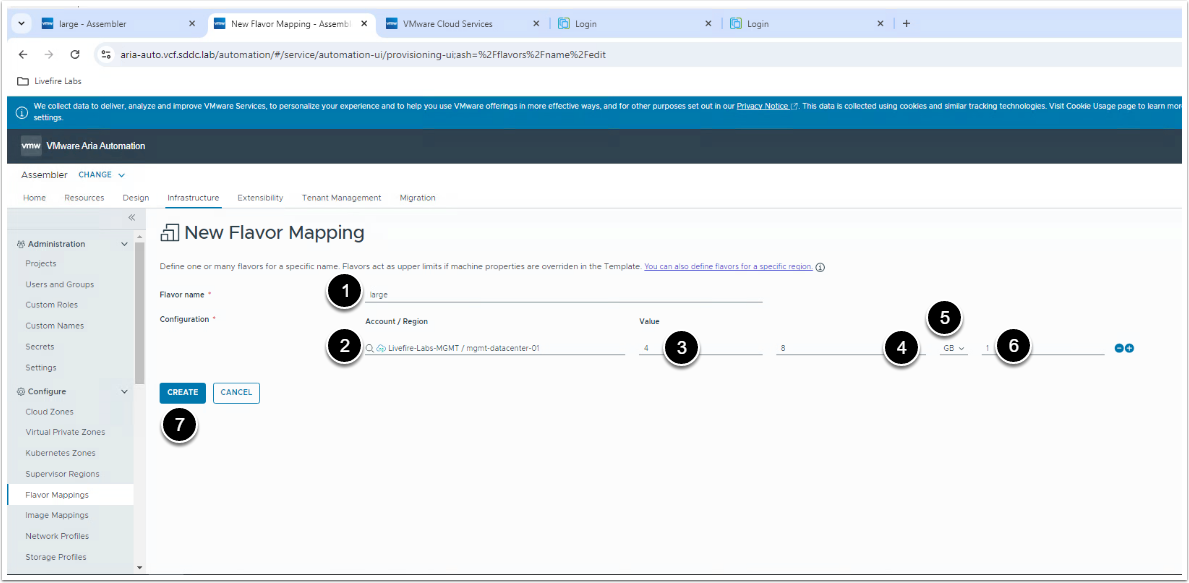 large - Assembler
New Flavor Mapping - Assembl
VMware Cloud Services
Login
Login
aria-auto.vcf.sddc.lab/automation/#/service/automation-ui/provisioning-ui;ash=%2Fflavors%2Fname%2Fedit
Livefire Labs
We collect data to deliver, analyze and improve VMware Services, to personalize your experience and to help you use VMware offerings in more effective ways, and for other purposes set out in our Privacy Notice. This data is collected using cookies and similar tracking technologies. Visit Cookie Usage page to learn mor
settings.
vmw VMware Aria Automation
Assembler CHANGE
Home Resources Design Infrastructure Extensibility Tenant Management Migration
Administration
Projects
Users and Groups
Custom Roles
Custom Names
Secrets
Settings
Configure
Cloud Zones
Virtual Private Zones
Kubernetes Zones
Supervisor Regions
Flavor Mappings
Image Mappings
Network Profiles
Storage Profiles
New Flavor Mapping
Define one or many flavors for a specific name. Flavors act as upper limits if machine properties are overriden in the Template. You can also define flavors for a specific region.
Flavor name * 1 large
Configuration *
Account / Region Value 5
2 Livefire-Labs-MGMT / mgmt-datacenter-01 4 3 8 4 GB 1 6
CREATE CANCEL
7